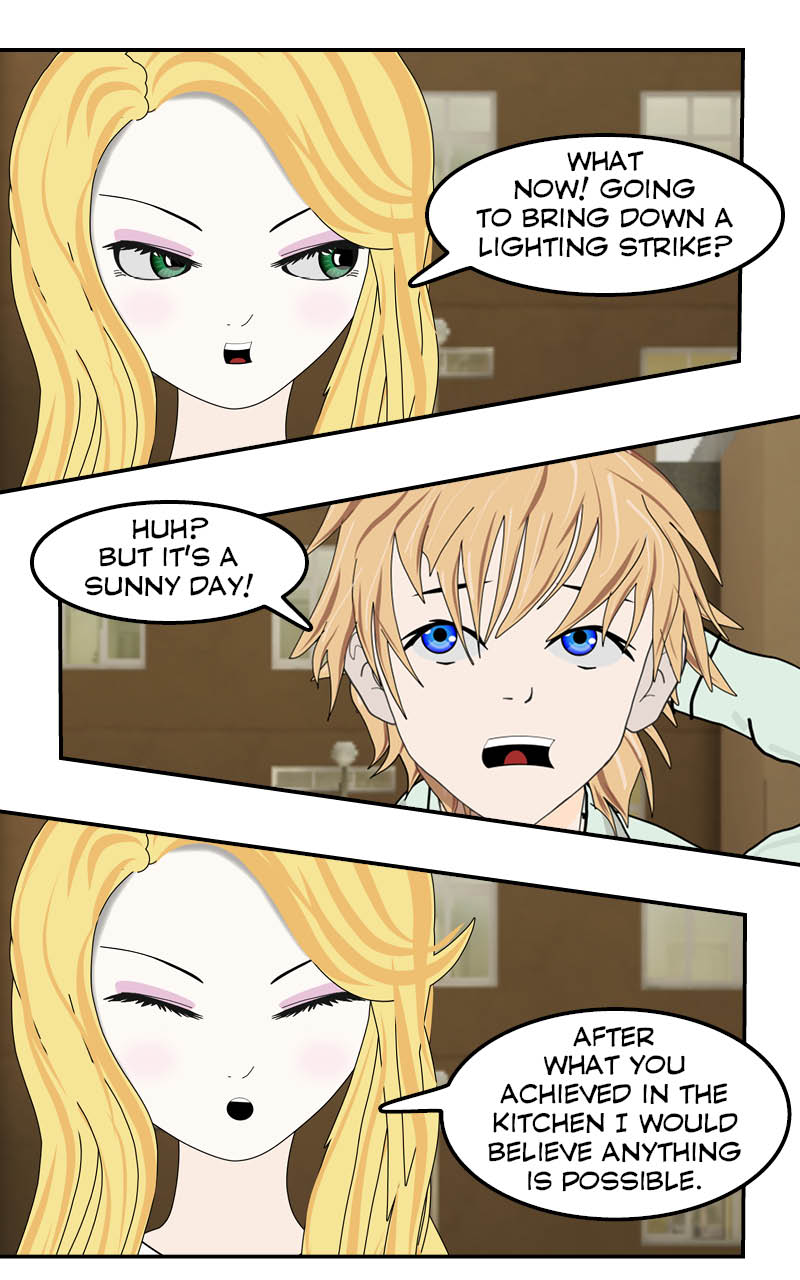 WHAT
NOW! GOING
TO BRING DOWN A
LIGHTING STRIKE?
HUH?
BUT IT'S A
SUNNY DAY!
AFTER
WHAT YOU
ACHIEVED IN THE
KITCHEN I WOULD
BELIEVE ANYTHING
IS POSSIBLE.